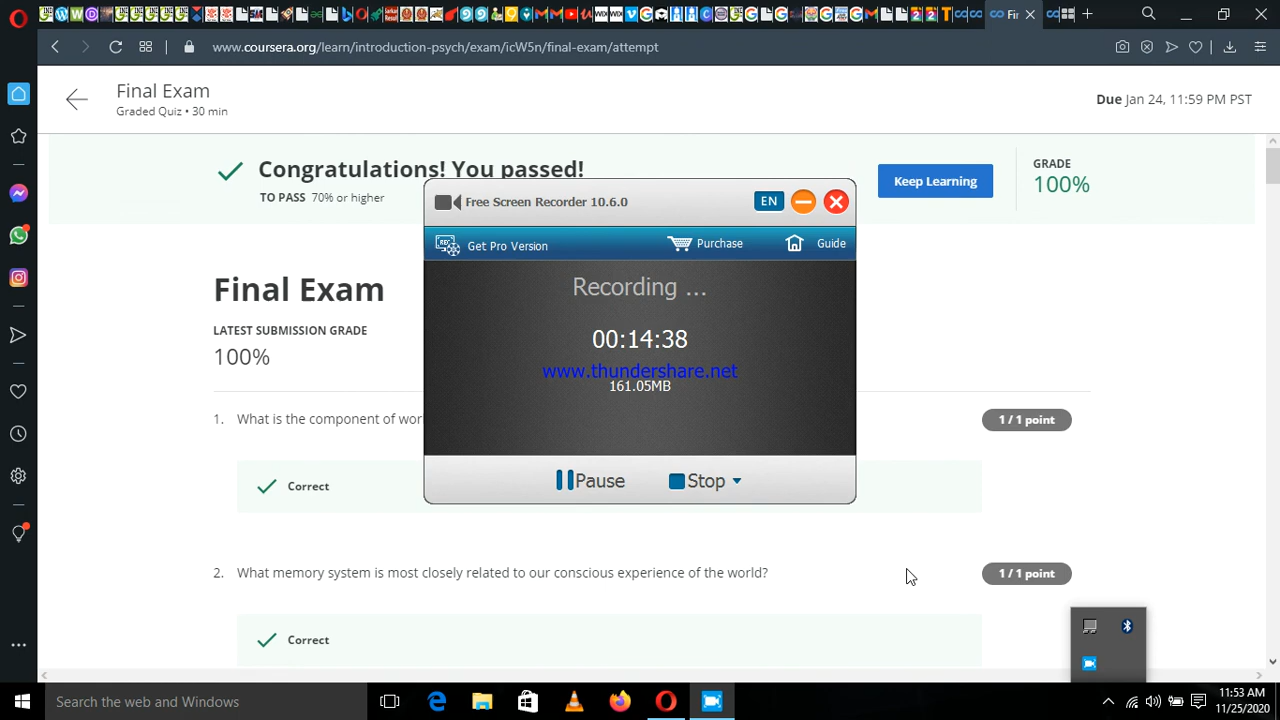 www.coursera.org/learn/introduction-psych/exam/icW5n/final-exam/attempt
Final Exam
Graded Quiz • 30 min
Due Jan 24, 11:59 PM PST
Congratulations! You passed!
TO PASS 70% or higher
Keep Learning
GRADE
100%
Free Screen Recorder 10.6.0
EN
Get Pro Version
Purchase
Guide
Recording ...
00:14:38
www.thundershare.net
161.05MB
Pause
Stop
Final Exam
LATEST SUBMISSION GRADE
100%
1. What is the component of
1 / 1 point
Correct
2. What memory system is most closely related to our conscious experience of the world?
1 / 1 point
Correct
Search the web and Windows
11:53 AM
11/25/2020